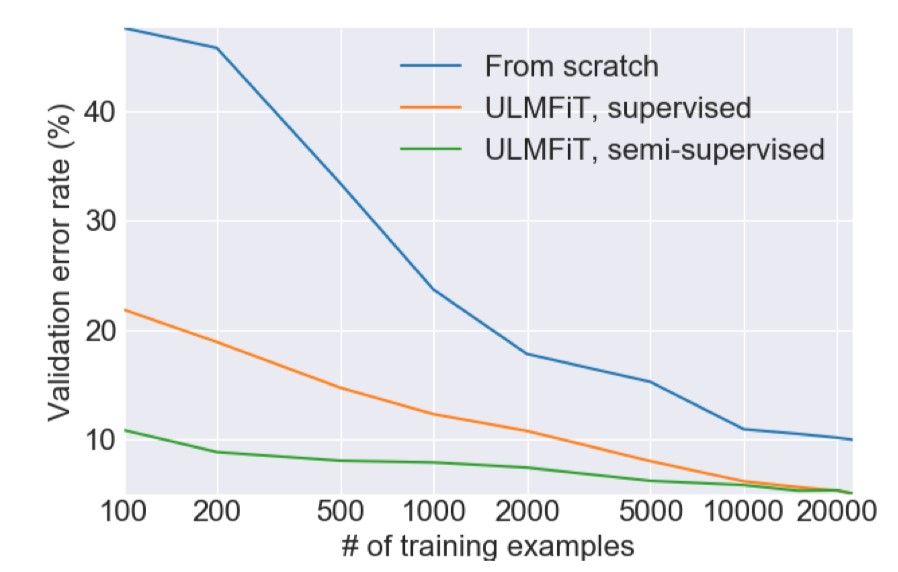 From scratch
ULMFiT, supervised
ULMFiT, semi-supervised
Validation error rate (%)
40
30
20
10
100 200 500 1000 2000 5000 10000 20000
# of training examples